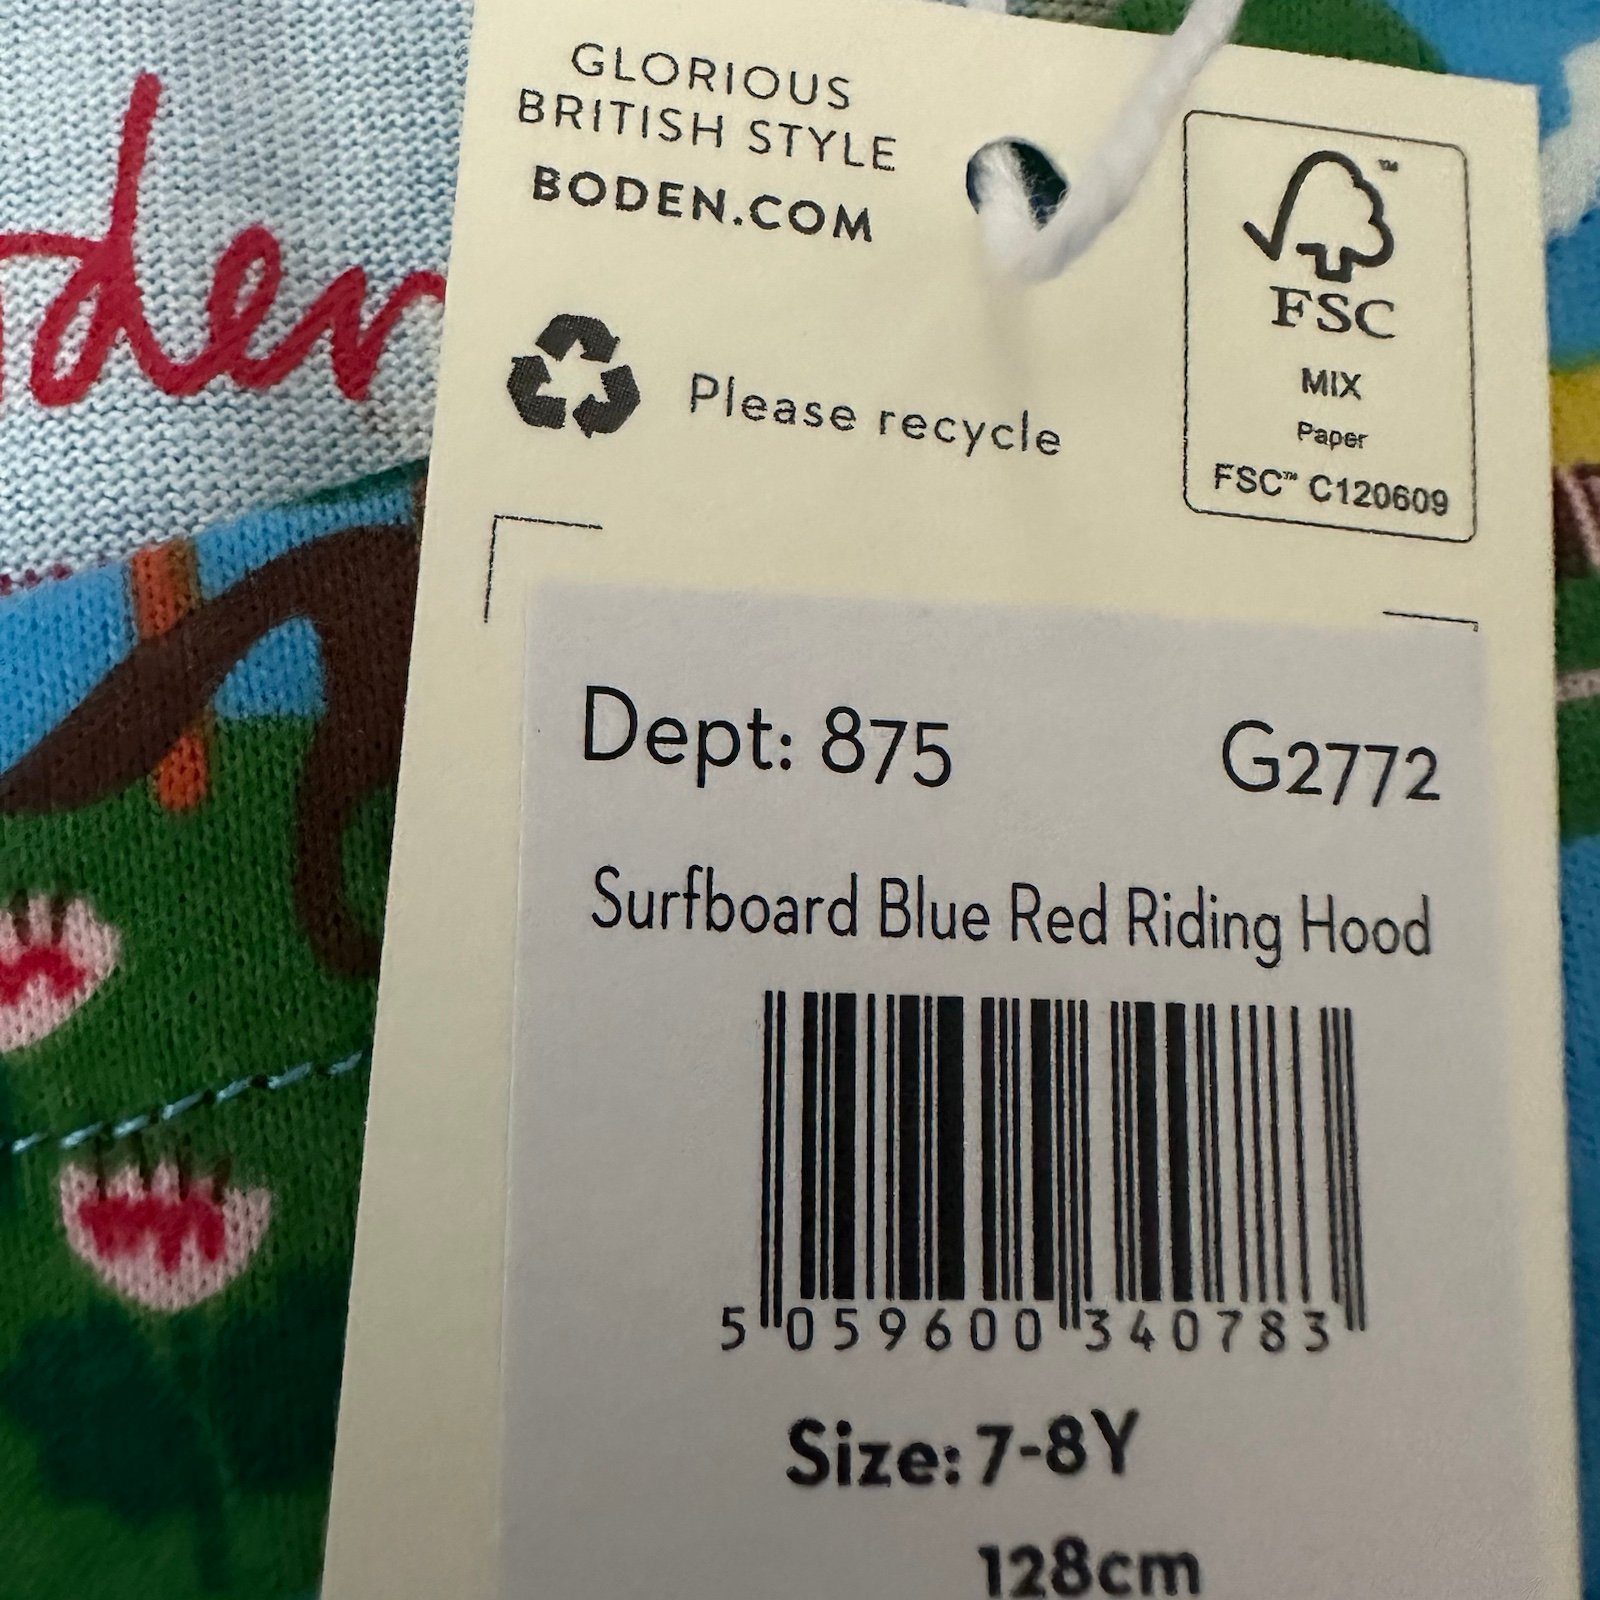 GLORIOUS
BRITISH STYLE
BODEN.COM
Please recycle
™
FSC
MIX
Paper
FSC™ C120609
Dept: 875
G2772
Surfboard Blue Red Riding Hood
5 059600 340783
Size: 7-8Y
128cm